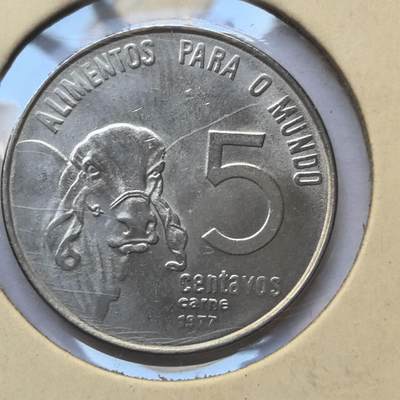 ALIMENTOS PARA O MUNDO
5
centavos
carne
1977